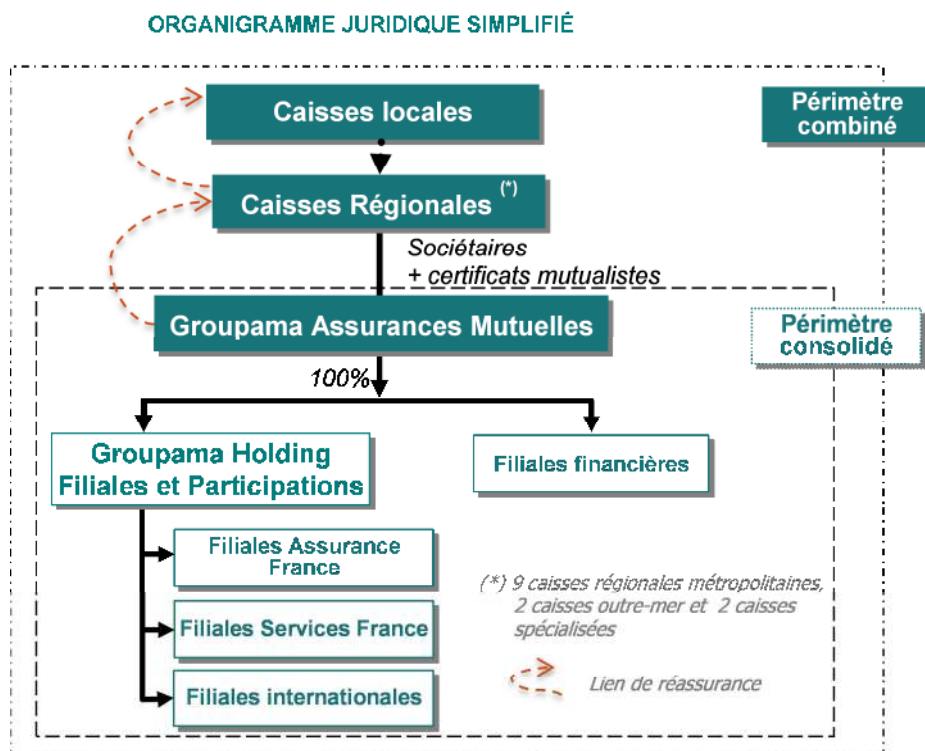 ORGANIGRAMME JURIDIQUE SIMPLIFIÉ
Caisses locales
Périmètre
combiné
Caisses Régionales (*)
Sociétaires
+ certificats mutualistes
Groupama Assurances Mutuelles
Périmètre
consolidé
100%
Groupama Holding
Filiales et Participations
Filiales financières
Filiales Assurance
France
(*) 9 caisses régionales métropolitaines,
2 caisses outre-mer et 2 caisses
spécialisées
Filiales Services France
Filiales internationales
Lien de réassurance